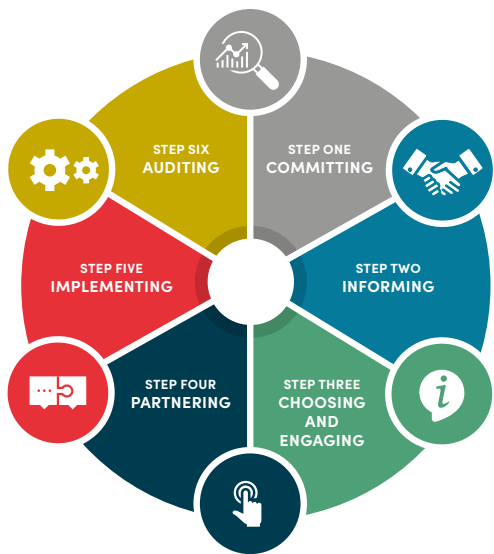 STEP ONE
COMMITTING
STEP TWO
INFORMING
STEP THREE
CHOOSING
AND
ENGAGING
STEP FOUR
PARTNERING
STEP FIVE
IMPLEMENTING
STEP SIX
AUDITING
i